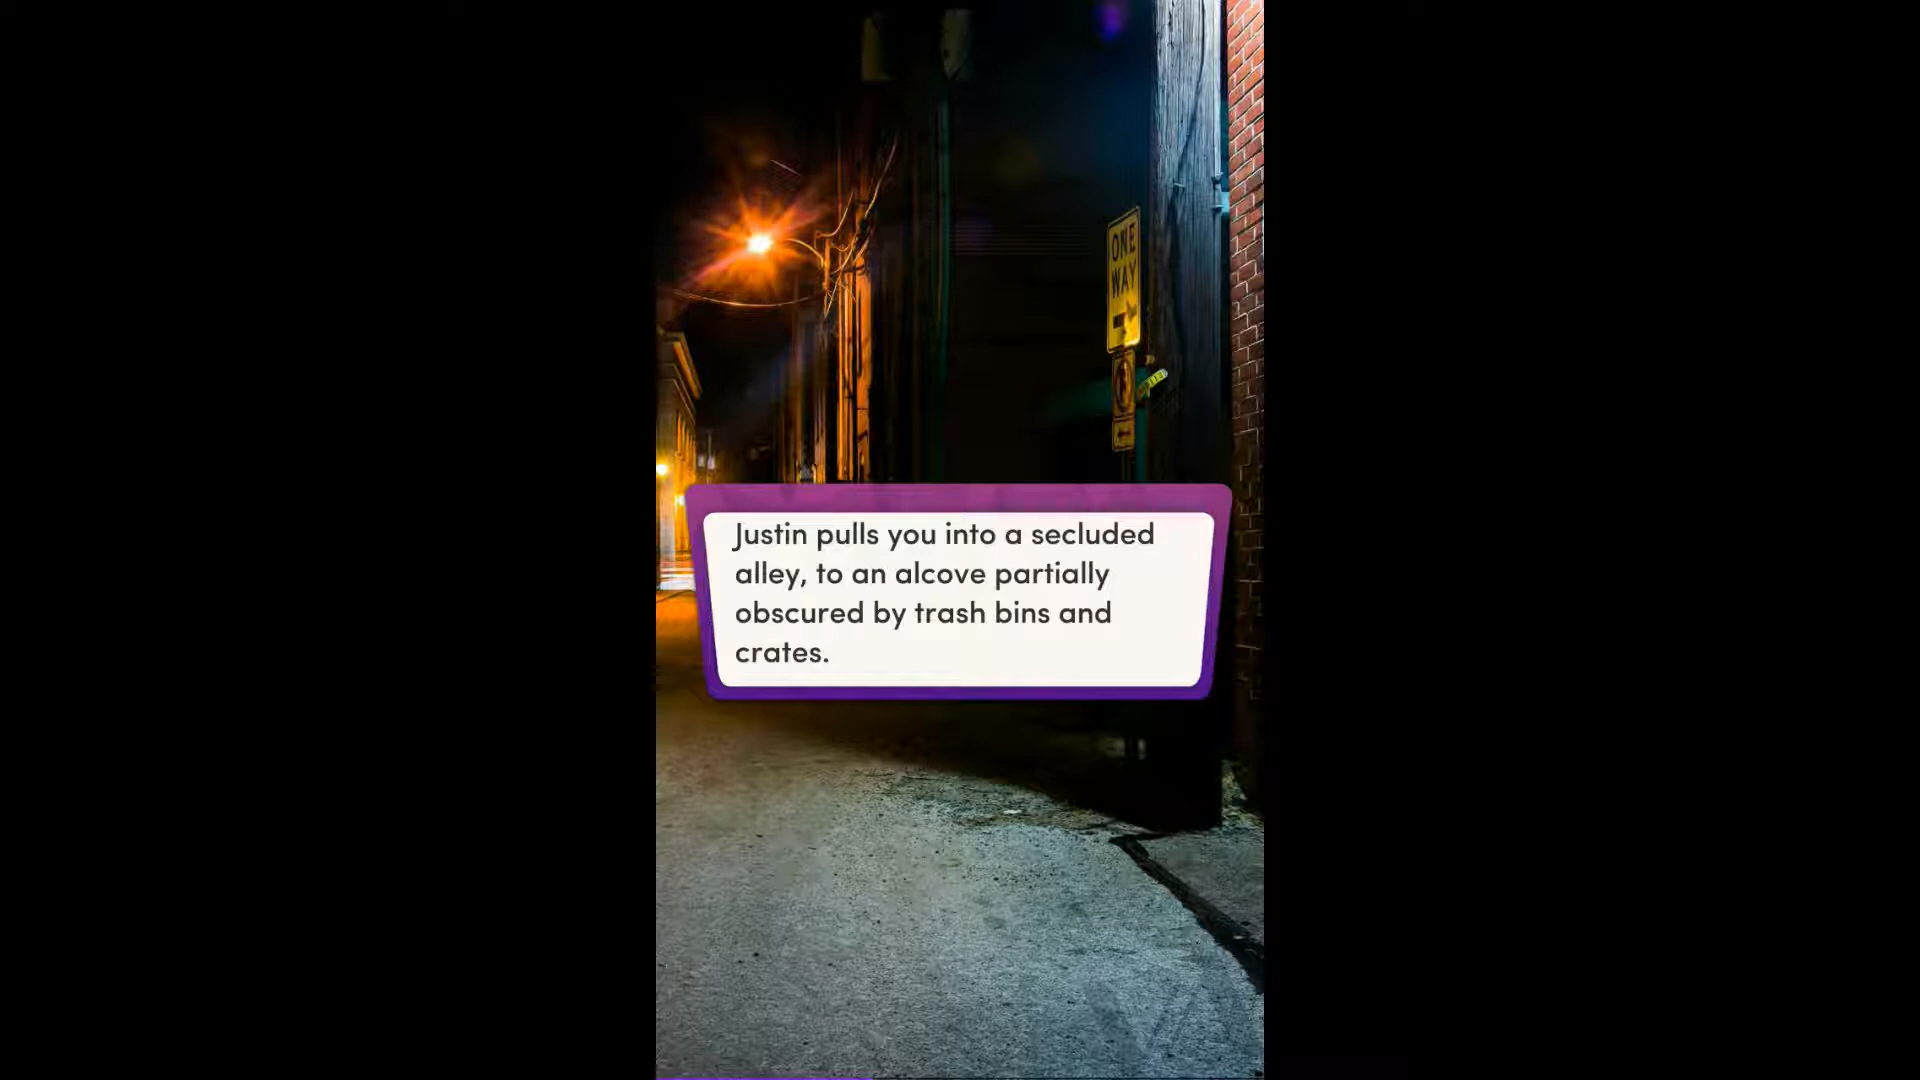 ONE
WAY
Justin pulls you into a secluded
alley, to an alcove partially
obscured by trash bins and
crates.